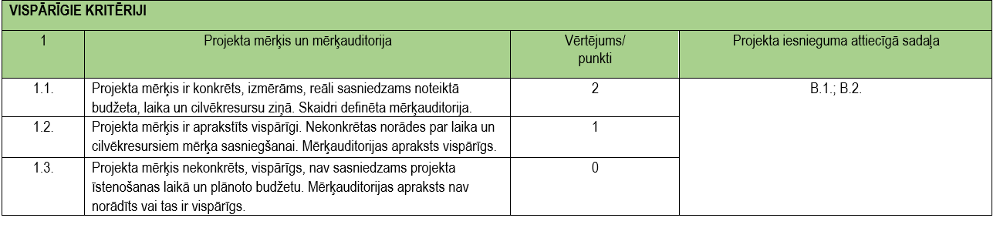 VISPĀRĪGIE KRITĒRIJI
1 Projekta mērķis un mērķauditorija Vērtējums/ Projekta iesnieguma attiecīgā sadaļa
punkti
1.1. Projekta mērķis ir konkrēts, izmērāms, reāli sasniedzams noteiktā 2 B.1.; B.2.
budžeta, laika un cilvēkresursu ziņā. Skaidri definēta mērķauditorija.
1.2. Projekta mērķis ir aprakstīts vispārīgi. Nekonkrētas norādes par laika un 1
cilvēkresursiem mērķa sasniegšanai. Mērķauditorijas apraksts vispārīgs.
1.3. Projekta mērķis nekonkrēts, vispārīgs, nav sasniedzams projekta 0
īstenošanas laikā un plānoto budžetu. Mērķauditorijas apraksts nav
norādīts vai tas ir vispārīgs.